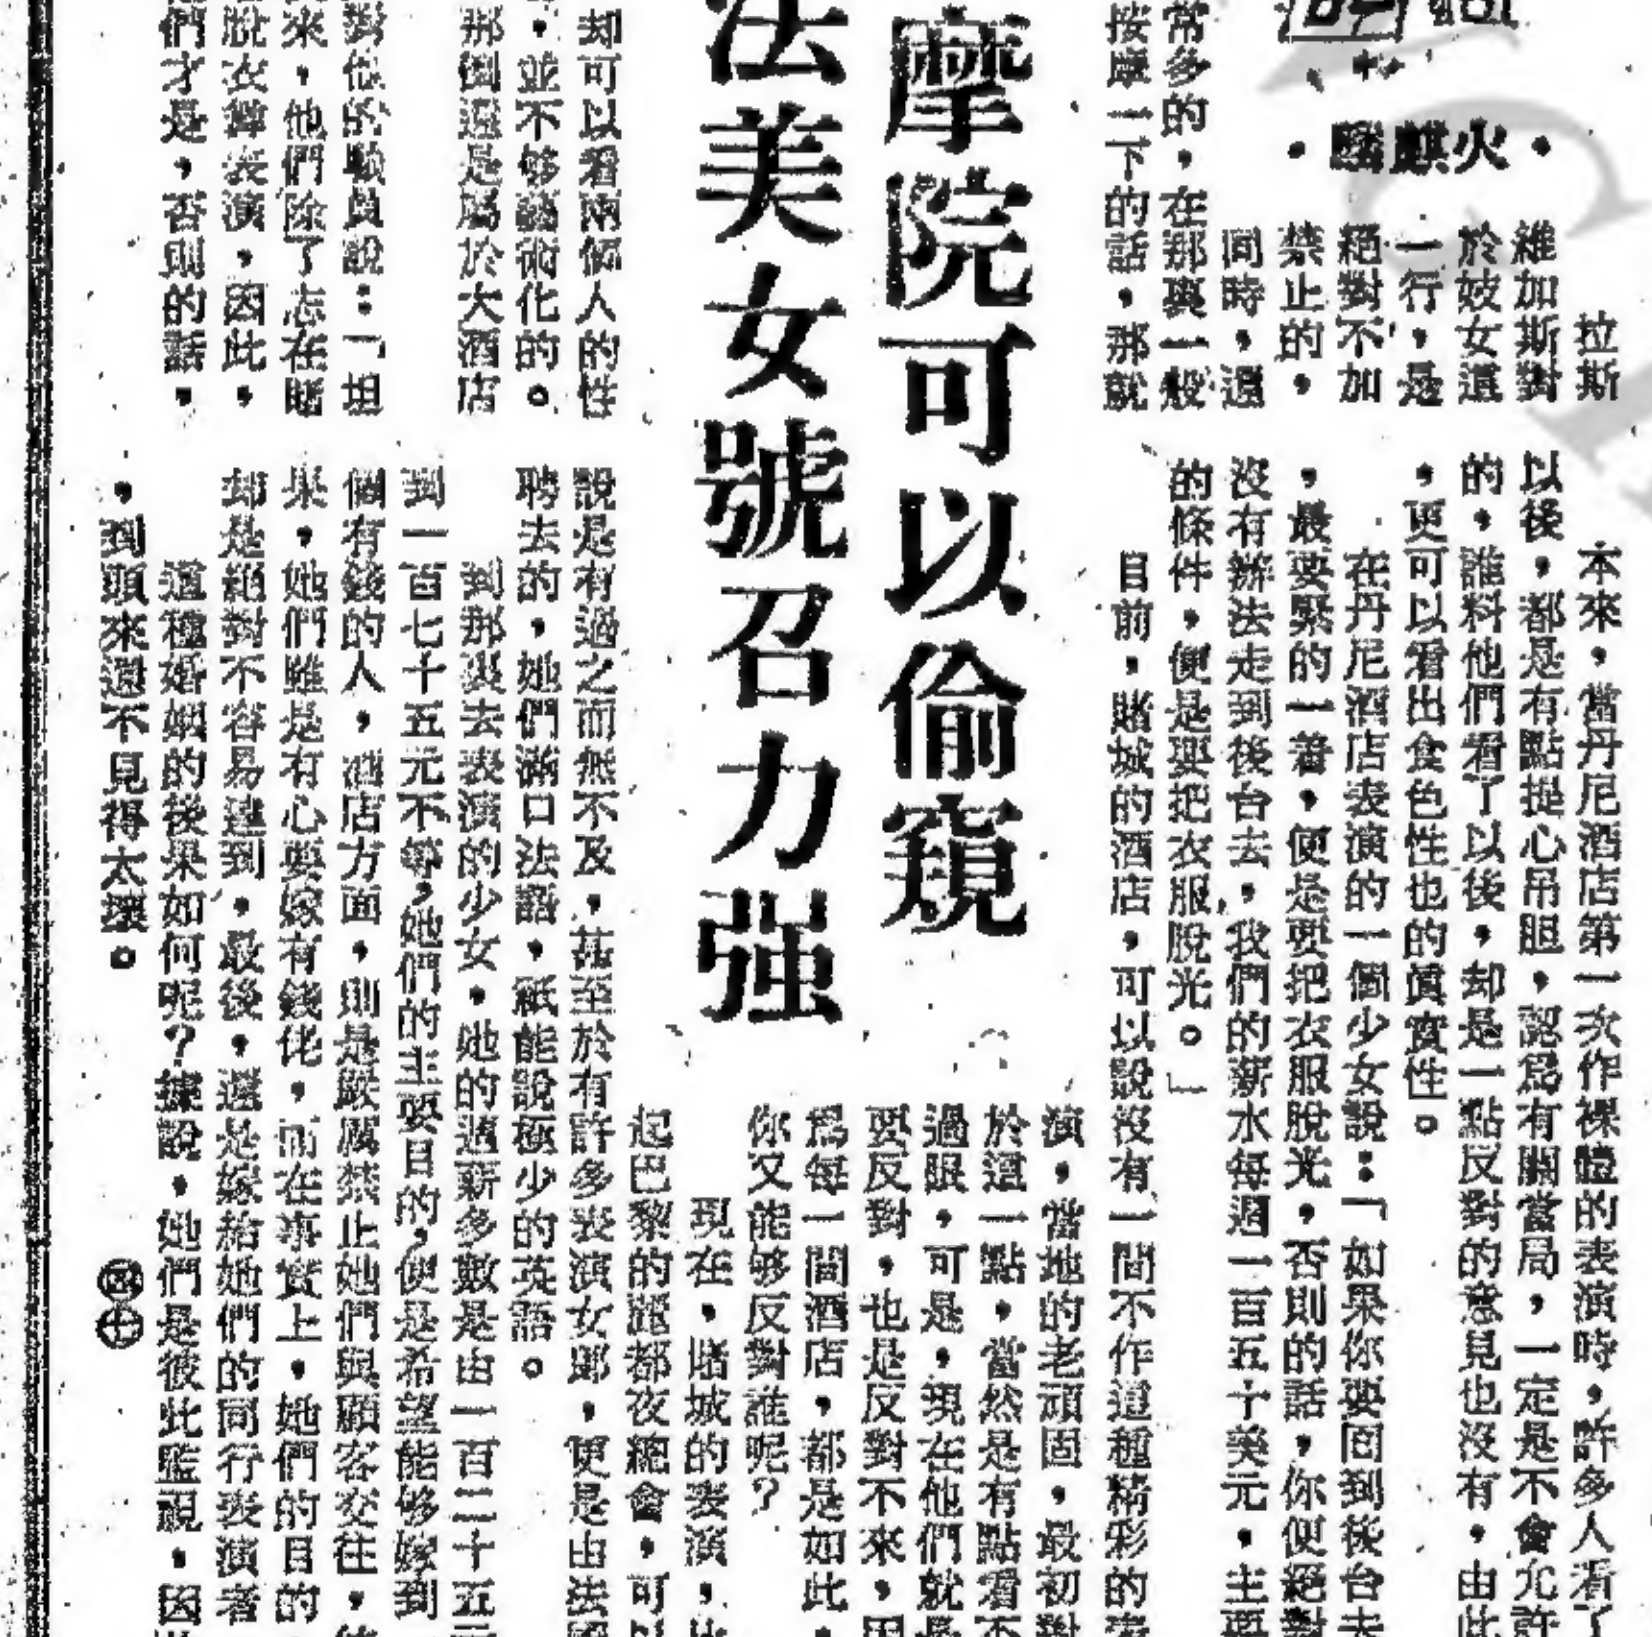 摩院可以偷窺
法美女號召力强
•火麒麟•
拉斯
維加斯對
於妓女這
一行，是
絕對不加
禁止的，
同時，還
常多的，在那裏一般
按摩一下的話，那就
却可以看兩個人的性
，並不够藝術化的。
那倒還是屬於大酒店
對他的職員說：「坦
來，他們除了志在賭
脫衣舞表演，因此，
們才是，否則的話，
本來，當丹尼酒店第一次作裸體的表演時，許多人看了
以後，都是有點提心吊胆，認爲有關當局，一定是不會允許
的，誰料他們看了以後，却是一點反對的意見也沒有，由此
，更可以看出食色性也的眞實性。
在丹尼酒店表演的一個少女說：「如果你要回到後台去
，最要緊的一着，便是要把衣服脫光，否則的話，你便絕對
沒有辦法走到後台去，我們的薪水每週一百五十美元，主要
的條件，便是要把衣服脫光。」
目前，賭城的酒店，可以說沒有一間不作這種精彩的表
演，當地的老頑固，最初對
於這一點，當然是有點看不
過眼，可是，現在他們就是
要反對，也是反對不來，因
爲每一間酒店，都是如此，
你又能够反對誰呢？
現在，賭城的表演，比
起巴黎的麗都夜總會，可以
說是有過之而無不及，甚至於有許多表演女郎，便是由法國
聘去的，她們滿口法語，祇能說極少的英語。
到那裏去表演的少女，她的週薪多數是由一百二十五元
到一百七十五元不等，她們的主要目的，便是希望能够嫁到
個有錢的人，酒店方面，則是嚴厲禁止她們與顧客交往，結
果，她們雖是有心要嫁有錢佬，而在事實上，她們的目的
却是絕對不容易達到，最後，還是嫁給她們的同行表演者
這種婚姻的後果如何呢？據說，她們是彼此監視，因
，到頭來還不見得太壞。
㊃㊉